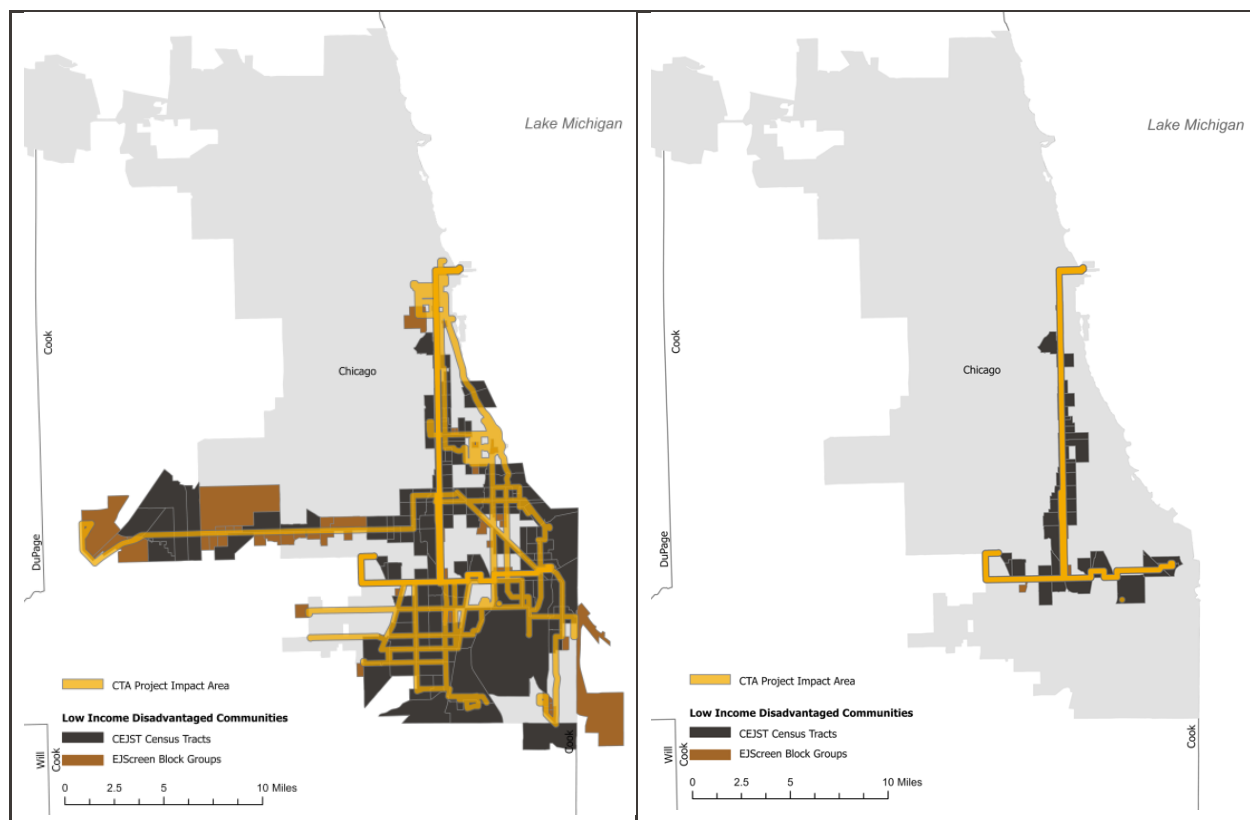 Lake Michigan
Cook
Chicago
DuPage
CTA Project Impact Area
Low Income Disadvantaged Communities
CEJST Census Tracts
EJScreen Block Groups
Cook
Will
Cook
0 2.5 5 10 Miles
Lake Michigan
Cook
Chicago
DuPage
CTA Project Impact Area
Low Income Disadvantaged Communities
CEJST Census Tracts
EJScreen Block Groups
Cook
Will
Cook
0 2.5 5 10 Miles